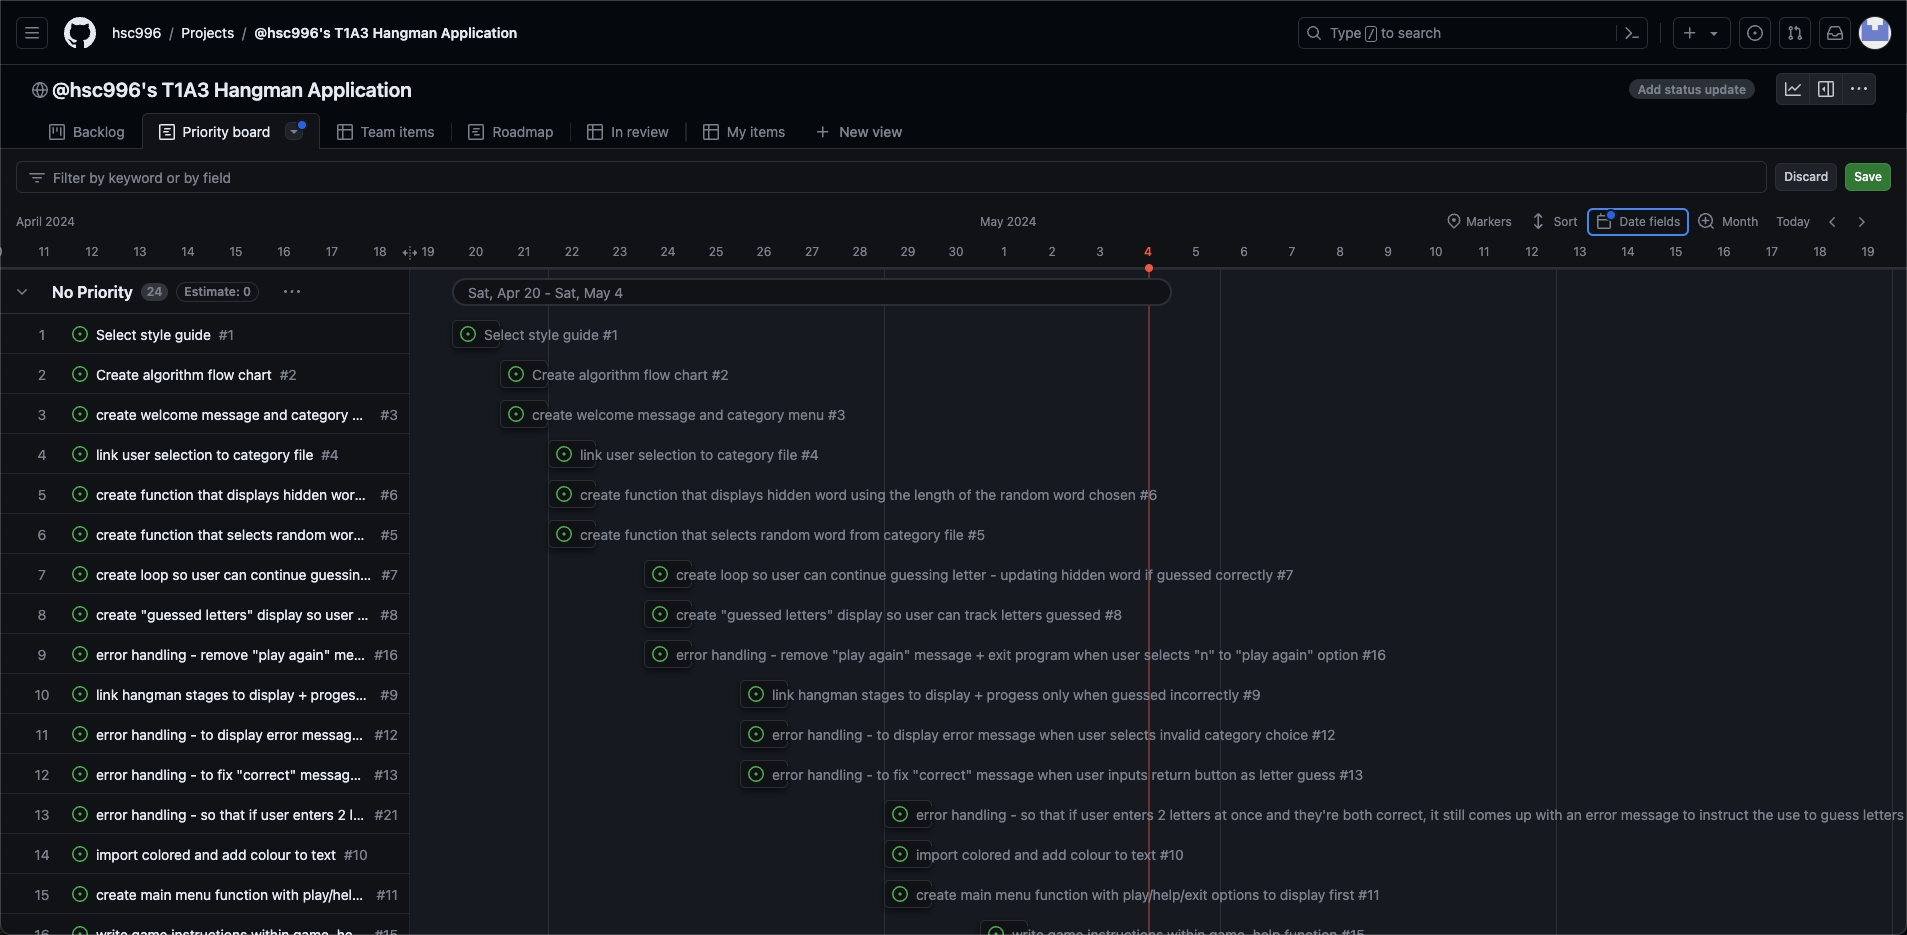 hsc996 / Projects / @hsc996's T1A3 Hangman Application
Type / to search
@hsc996's T1A3 Hangman Application
Add status update
Backlog Priority board Team items Roadmap In review My items + New view
Filter by keyword or by field
Discard Save
April 2024 May 2024 Markers Sort Date fields Month Today
11 12 13 14 15 16 17 18 19 20 21 22 23 24 25 26 27 28 29 30 1 2 3 4 5 6 7 8 9 10 11 12 13 14 15 16 17 18 19
No Priority 24 Estimate: 0 ... Sat, Apr 20 - Sat, May 4
1 Select style guide #1 Select style guide #1
2 Create algorithm flow chart #2 Create algorithm flow chart #2
3 create welcome message and category ... #3 create welcome message and category menu #3
4 link user selection to category file #4 link user selection to category file #4
5 create function that displays hidden wor... #6 create function that displays hidden word using the length of the random word chosen #6
6 create function that selects random wor... #5 create function that selects random word from category file #5
7 create loop so user can continue guessin... #7 create loop so user can continue guessing letter - updating hidden word if guessed correctly #7
8 create "guessed letters" display so user ... #8 create "guessed letters" display so user can track letters guessed #8
9 error handling - remove "play again" me... #16 error handling - remove "play again" message + exit program when user selects "n" to "play again" option #16
10 link hangman stages to display + proges... #9 link hangman stages to display + progess only when guessed incorrectly #9
11 error handling - to display error messag... #12 error handling - to display error message when user selects invalid category choice #12
12 error handling - to fix "correct" messag... #13 error handling - to fix "correct" message when user inputs return button as letter guess #13
13 error handling - so that if user enters 2 l... #21 error handling - so that if user enters 2 letters at once and they're both correct, it still comes up with an error message to instruct the use to guess letters
14 import colored and add colour to text #10 import colored and add colour to text #10
15 create main menu function with play/hel... #11 create main menu function with play/help/exit options to display first #11
16 write game instructions within game_he... #15 write game instructions within game_help function #15